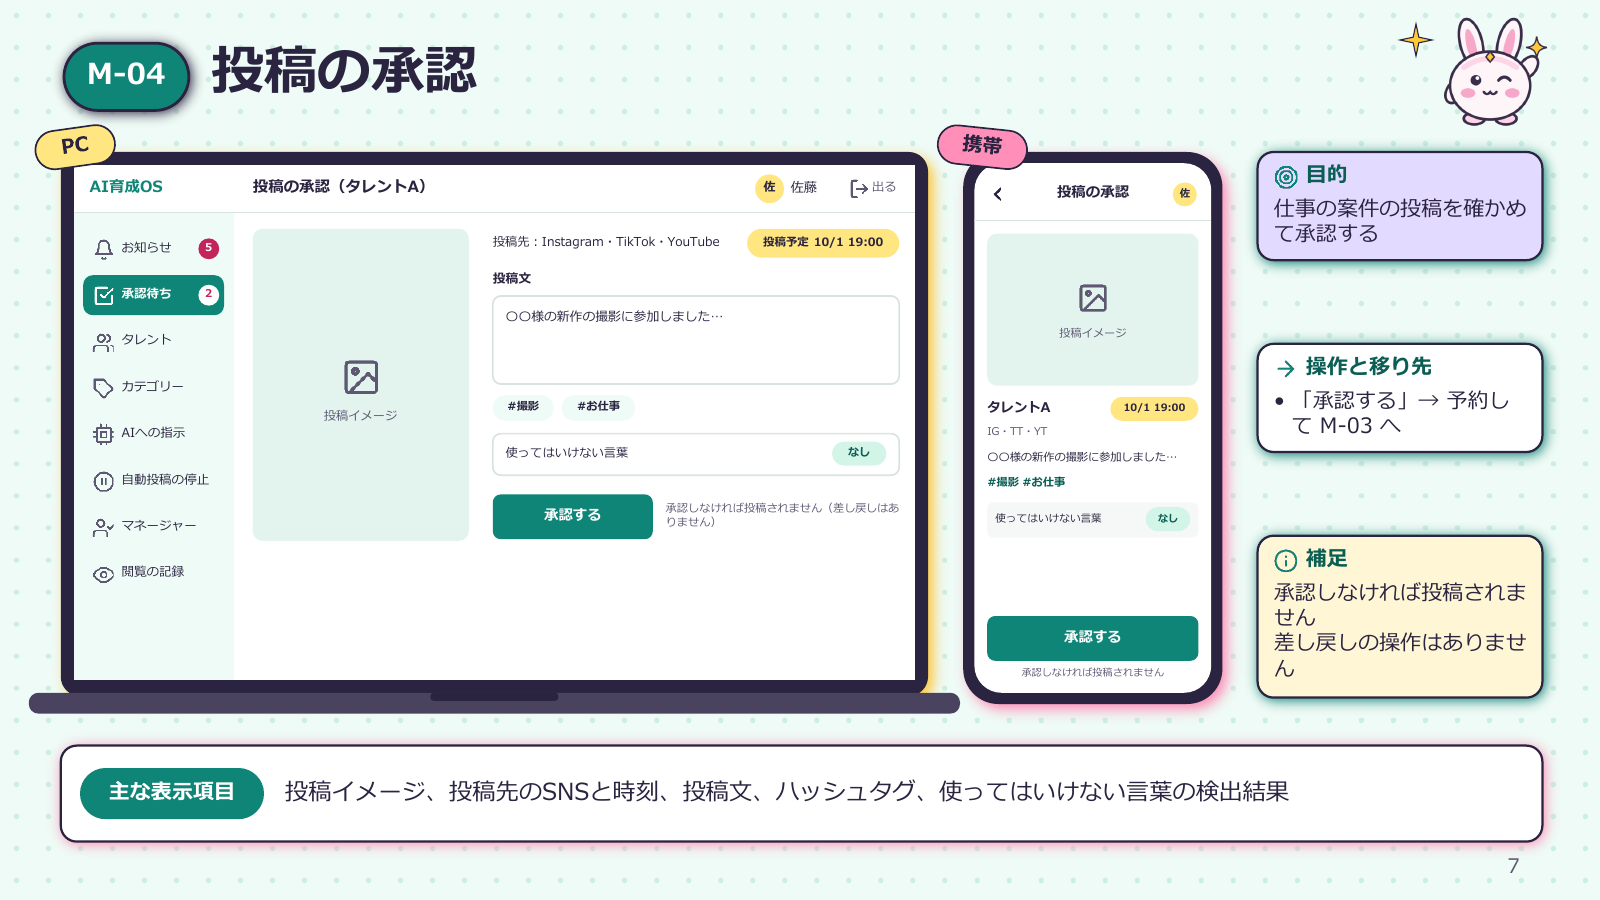 M-04
投稿の承認
PC
AI育成OS
投稿の承認（タレントA）
佐
佐藤
出る
お知らせ
5
承認待ち
2
タレント
カテゴリー
AIへの指示
自動投稿の停止
マネージャー
閲覧の記録
投稿イメージ
投稿先：Instagram・TikTok・YouTube
投稿予定 10/1 19:00
投稿文
〇〇様の新作の撮影に参加しました…
#撮影
#お仕事
使ってはいけない言葉
なし
承認する
承認しなければ投稿されません（差し戻しはあ
りません）
携帯
投稿の承認
佐
投稿イメージ
タレントA
10/1 19:00
IG・TT・YT
〇〇様の新作の撮影に参加しました…
#撮影 #お仕事
使ってはいけない言葉
なし
承認する
承認しなければ投稿されません
目的
仕事の案件の投稿を確かめ
て承認する
操作と移り先
•「承認する」→ 予約し
て M-03 へ
補足
承認しなければ投稿されま
せん
差し戻しの操作はありませ
ん
主な表示項目
投稿イメージ、投稿先のSNSと時刻、投稿文、ハッシュタグ、使ってはいけない言葉の検出結果
7